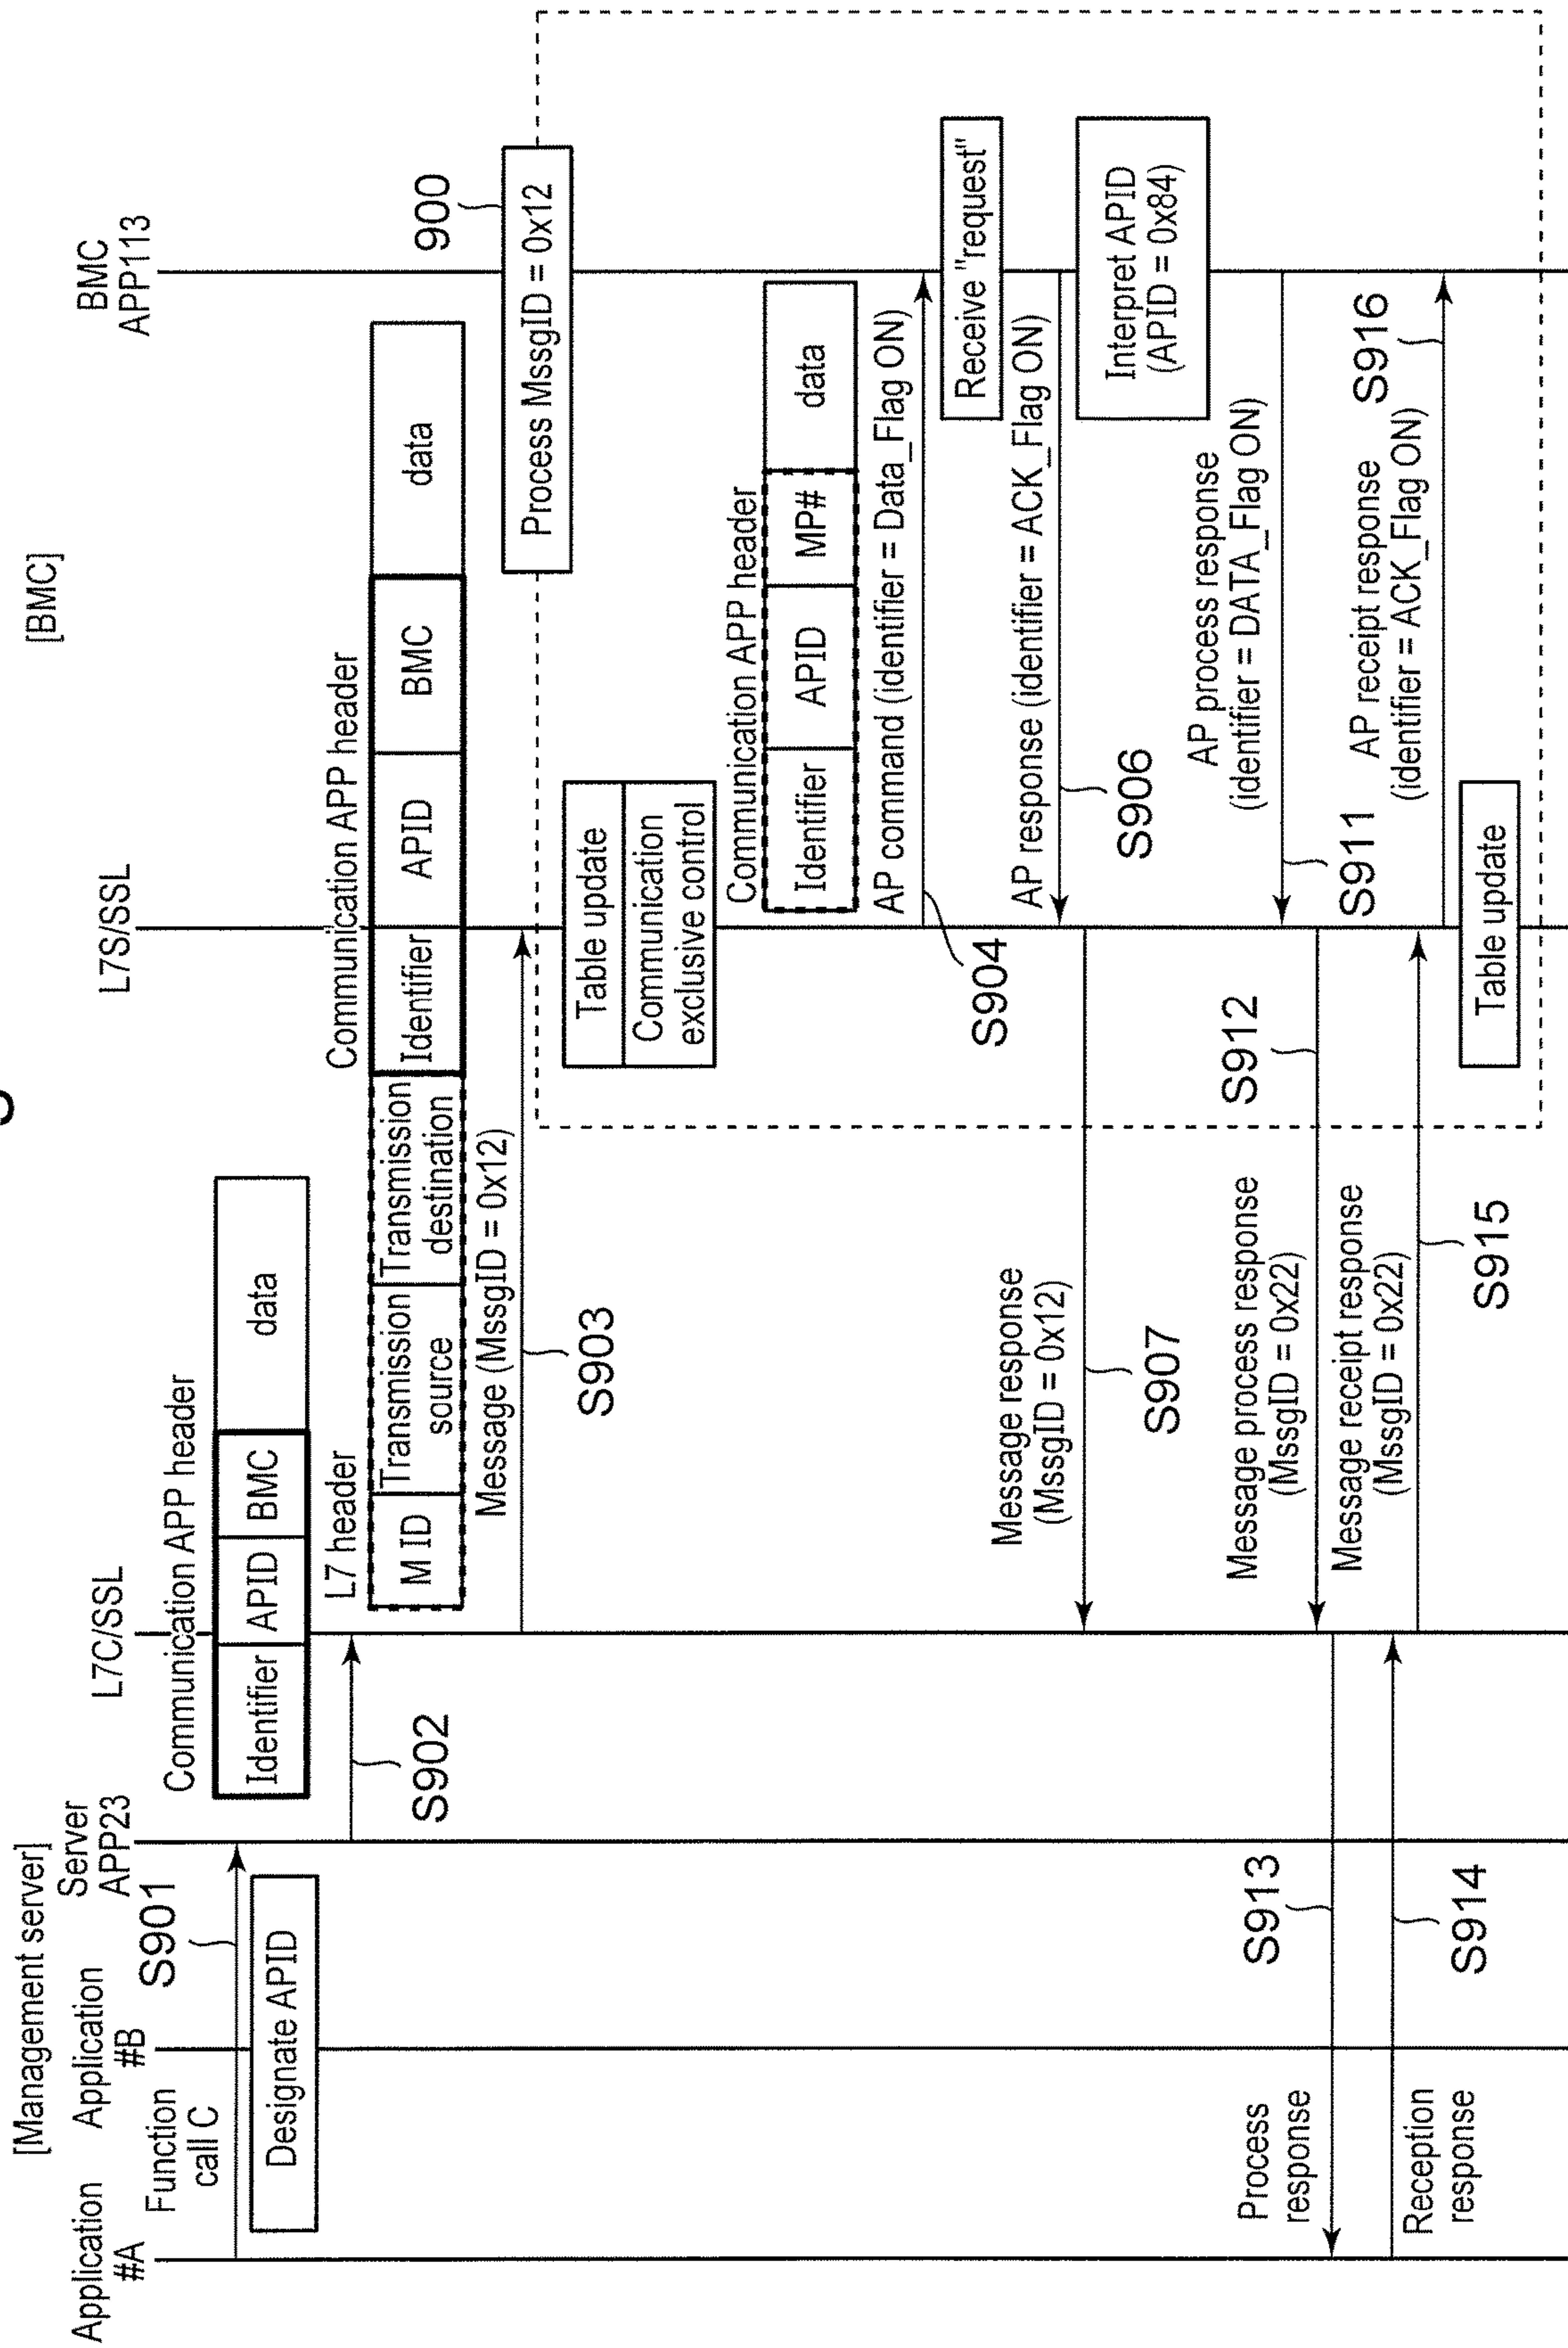 [Management server]
[BMC]
Application
#A
Application
#B
Server
APP23
L7C/SSL
L7S/SSL
BMC
APP113
Function
call C
S901
Designate APID
Communication APP header
Identifier
APID
BMC
data
S902
L7 header
Communication APP header
M ID
Transmission
source
Transmission
destination
Identifier
APID
BMC
data
Message (MssgID = 0x12)
S903
900
Process MssgID = 0x12
Table update
Communication
exclusive control
Communication APP header
Identifier
APID
MP#
data
AP command (identifier = Data_Flag ON)
S904
Receive "request"
AP response (identifier = ACK_Flag ON)
S906
Message response
(MssgID = 0x12)
S907
Interpret APID
(APID = 0x84)
AP process response
(identifier = DATA_Flag ON)
S911
S912
Message process response
(MssgID = 0x22)
S913
Process
response
Reception
response
S914
Message receipt response
(MssgID = 0x22)
S915
AP receipt response
(identifier = ACK_Flag ON)
S916
Table update